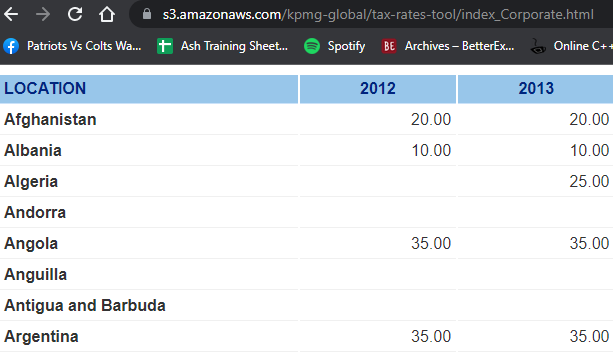 s3.amazonaws.com/kpmg-global/tax-rates-tool/index_Corporate.html
Patriots Vs Colts Wa... Ash Training Sheet... Spotify BE Archives – BetterEx... Online C++
LOCATION 2012 2013
Afghanistan 20.00 20.00
Albania 10.00 10.00
Algeria 25.00
Andorra
Angola 35.00 35.00
Anguilla
Antigua and Barbuda
Argentina 35.00 35.00